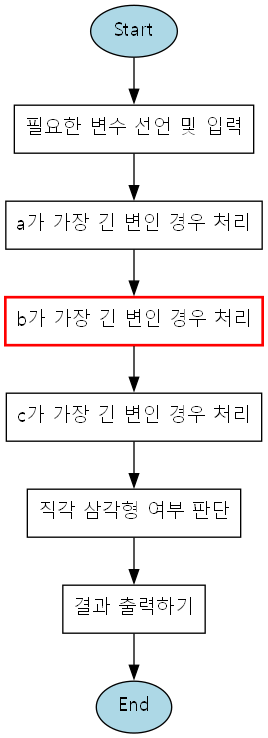 Start
필요한 변수 선언 및 입력
a가 가장 긴 변인 경우 처리
b가 가장 긴 변인 경우 처리
c가 가장 긴 변인 경우 처리
직각 삼각형 여부 판단
결과 출력하기
End